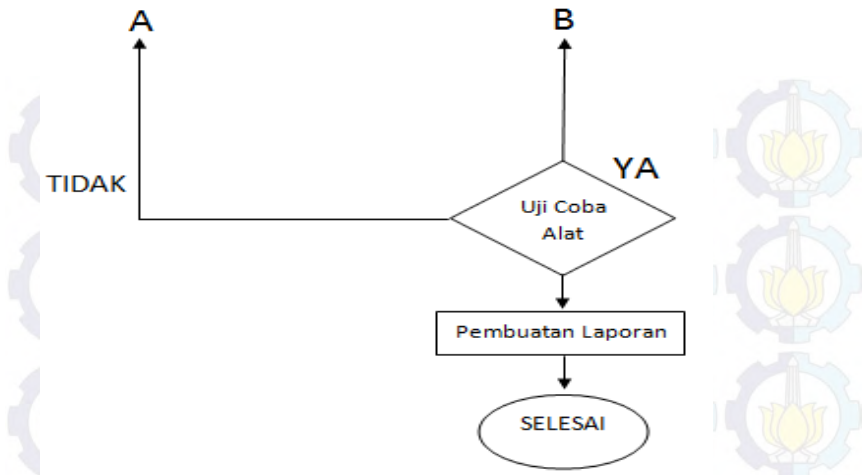 A
B
TIDAK
YA
Uji Coba
Alat
Pembuatan Laporan
SELESAI